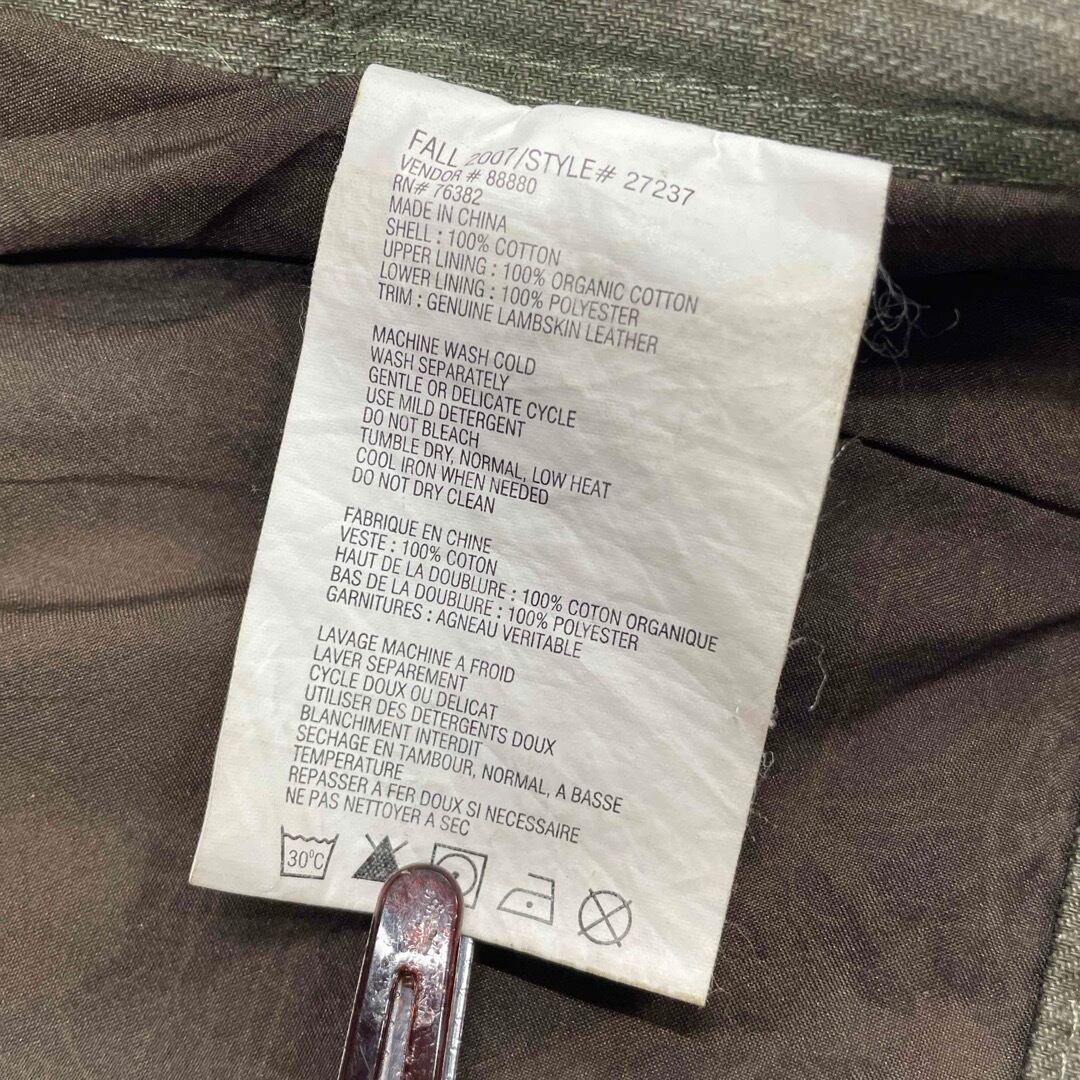 FALL 2007/STYLE# 27237
VENDOR # 88880
RN# 76382
MADE IN CHINA
SHELL : 100% COTTON
UPPER LINING : 100% ORGANIC COTTON
LOWER LINING : 100% POLYESTER
TRIM : GENUINE LAMBSKIN LEATHER
MACHINE WASH COLD
WASH SEPARATELY
GENTLE OR DELICATE CYCLE
USE MILD DETERGENT
DO NOT BLEACH
TUMBLE DRY, NORMAL, LOW HEAT
COOL IRON WHEN NEEDED
DO NOT DRY CLEAN
FABRIQUE EN CHINE
VESTE : 100% COTON
HAUT DE LA DOUBLURE : 100% COTON ORGANIQUE
BAS DE LA DOUBLURE : 100% POLYESTER
GARNITURES : AGNEAU VERITABLE
LAVAGE MACHINE A FROID
LAVER SEPAREMENT
CYCLE DOUX OU DELICAT
UTILISER DES DETERGENTS DOUX
BLANCHIMENT INTERDIT
SECHAGE EN TAMBOUR, NORMAL, A BASSE
TEMPERATURE
REPASSER A FER DOUX SI NECESSAIRE
NE PAS NETTOYER A SEC
30°C